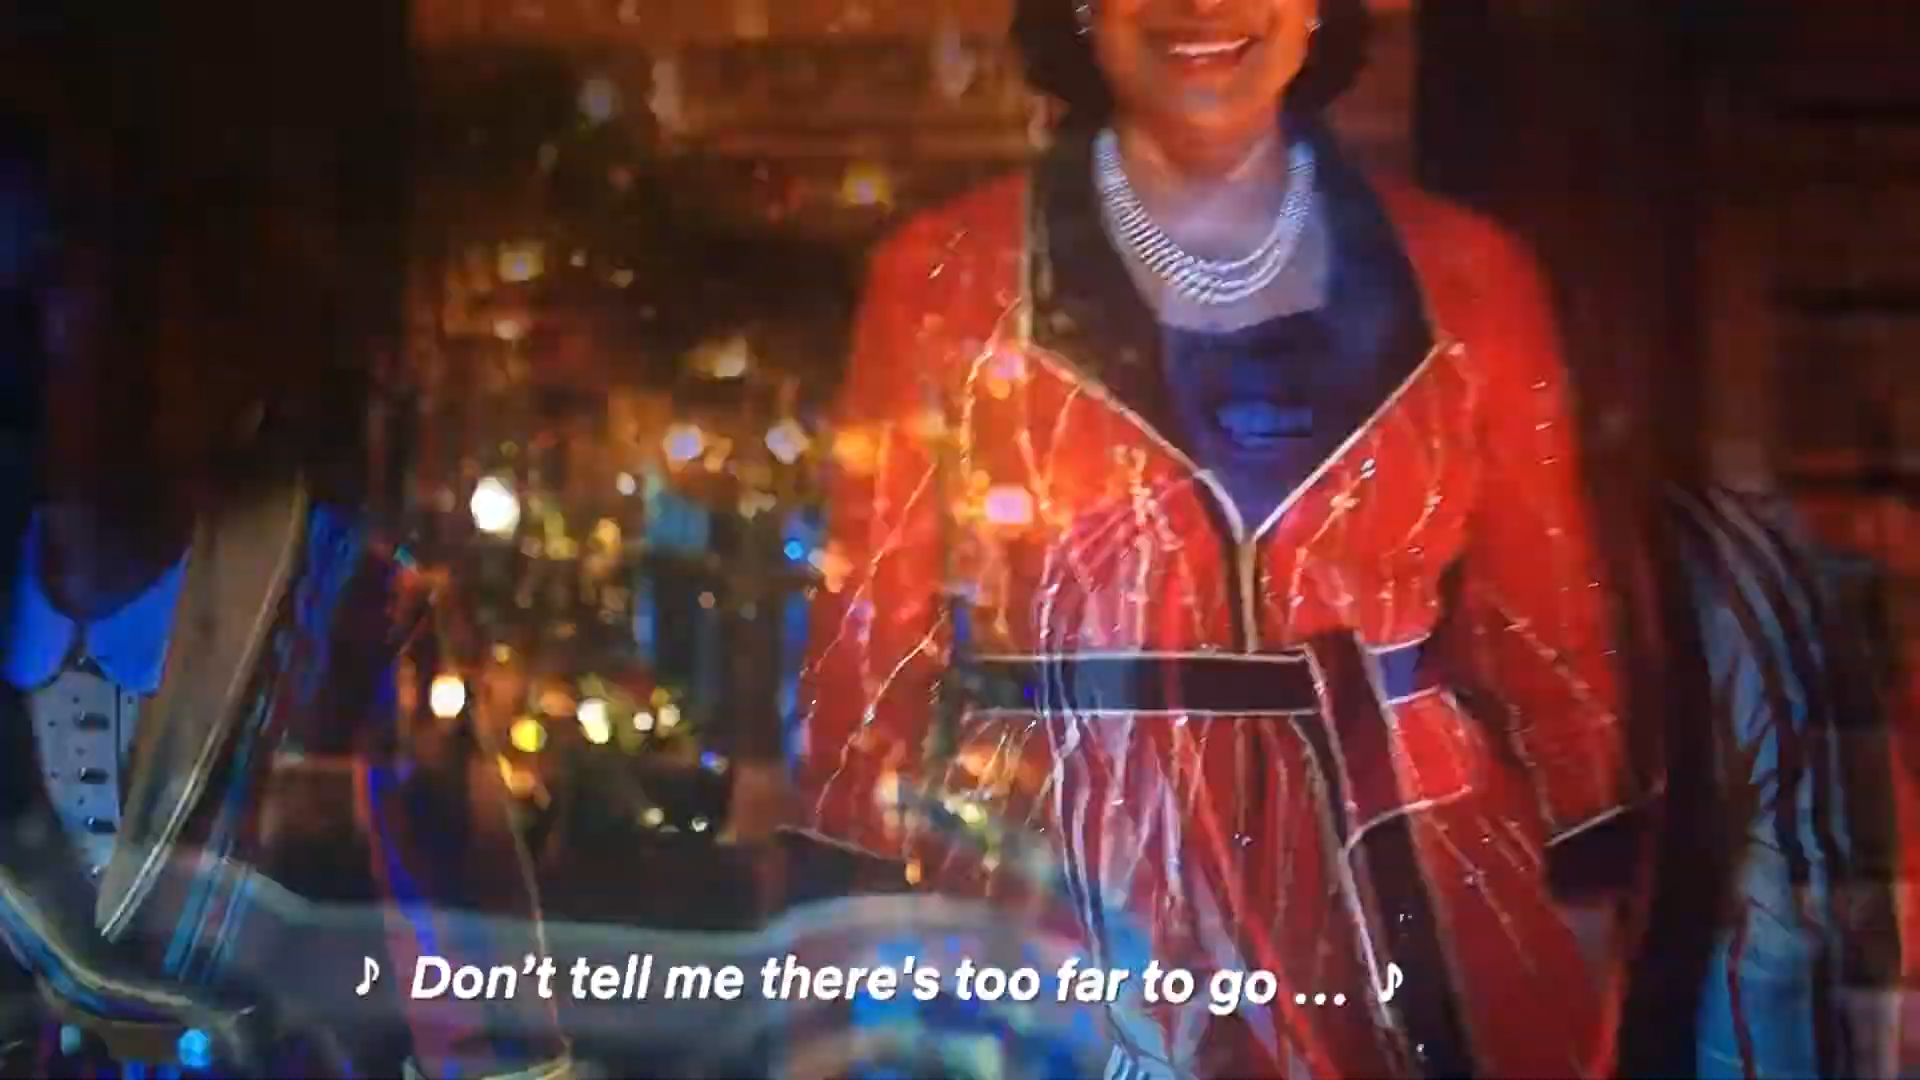 ♪ Don’t tell me there's too far to go ... ♪